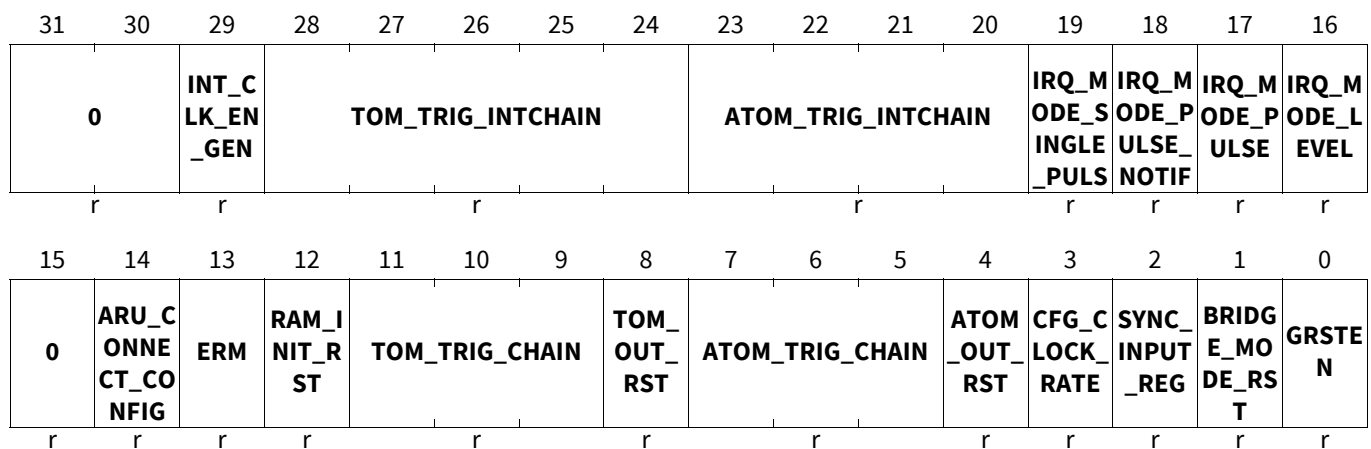 31 30 29 28 27 26 25 24 23 22 21 20 19 18 17 16
0
INT_C
LK_EN
_GEN
TOM_TRIG_INTCHAIN
ATOM_TRIG_INTCHAIN
IRQ_M
ODE_S
INGLE
_PULS
IRQ_M
ODE_P
ULSE_
NOTIF
IRQ_M
ODE_P
ULSE
IRQ_M
ODE_L
EVEL
r r r r r r r r
15 14 13 12 11 10 9 8 7 6 5 4 3 2 1 0
0
ARU_C
ONNE
CT_CO
NFIG
ERM
RAM_I
NIT_R
ST
TOM_TRIG_CHAIN
TOM_
OUT_
RST
ATOM_TRIG_CHAIN
ATOM
_OUT_
RST
CFG_C
LOCK_
RATE
SYNC_
INPUT
_REG
BRIDG
E_MO
DE_RS
T
GRSTE
N
r r r r r r r r r r r r